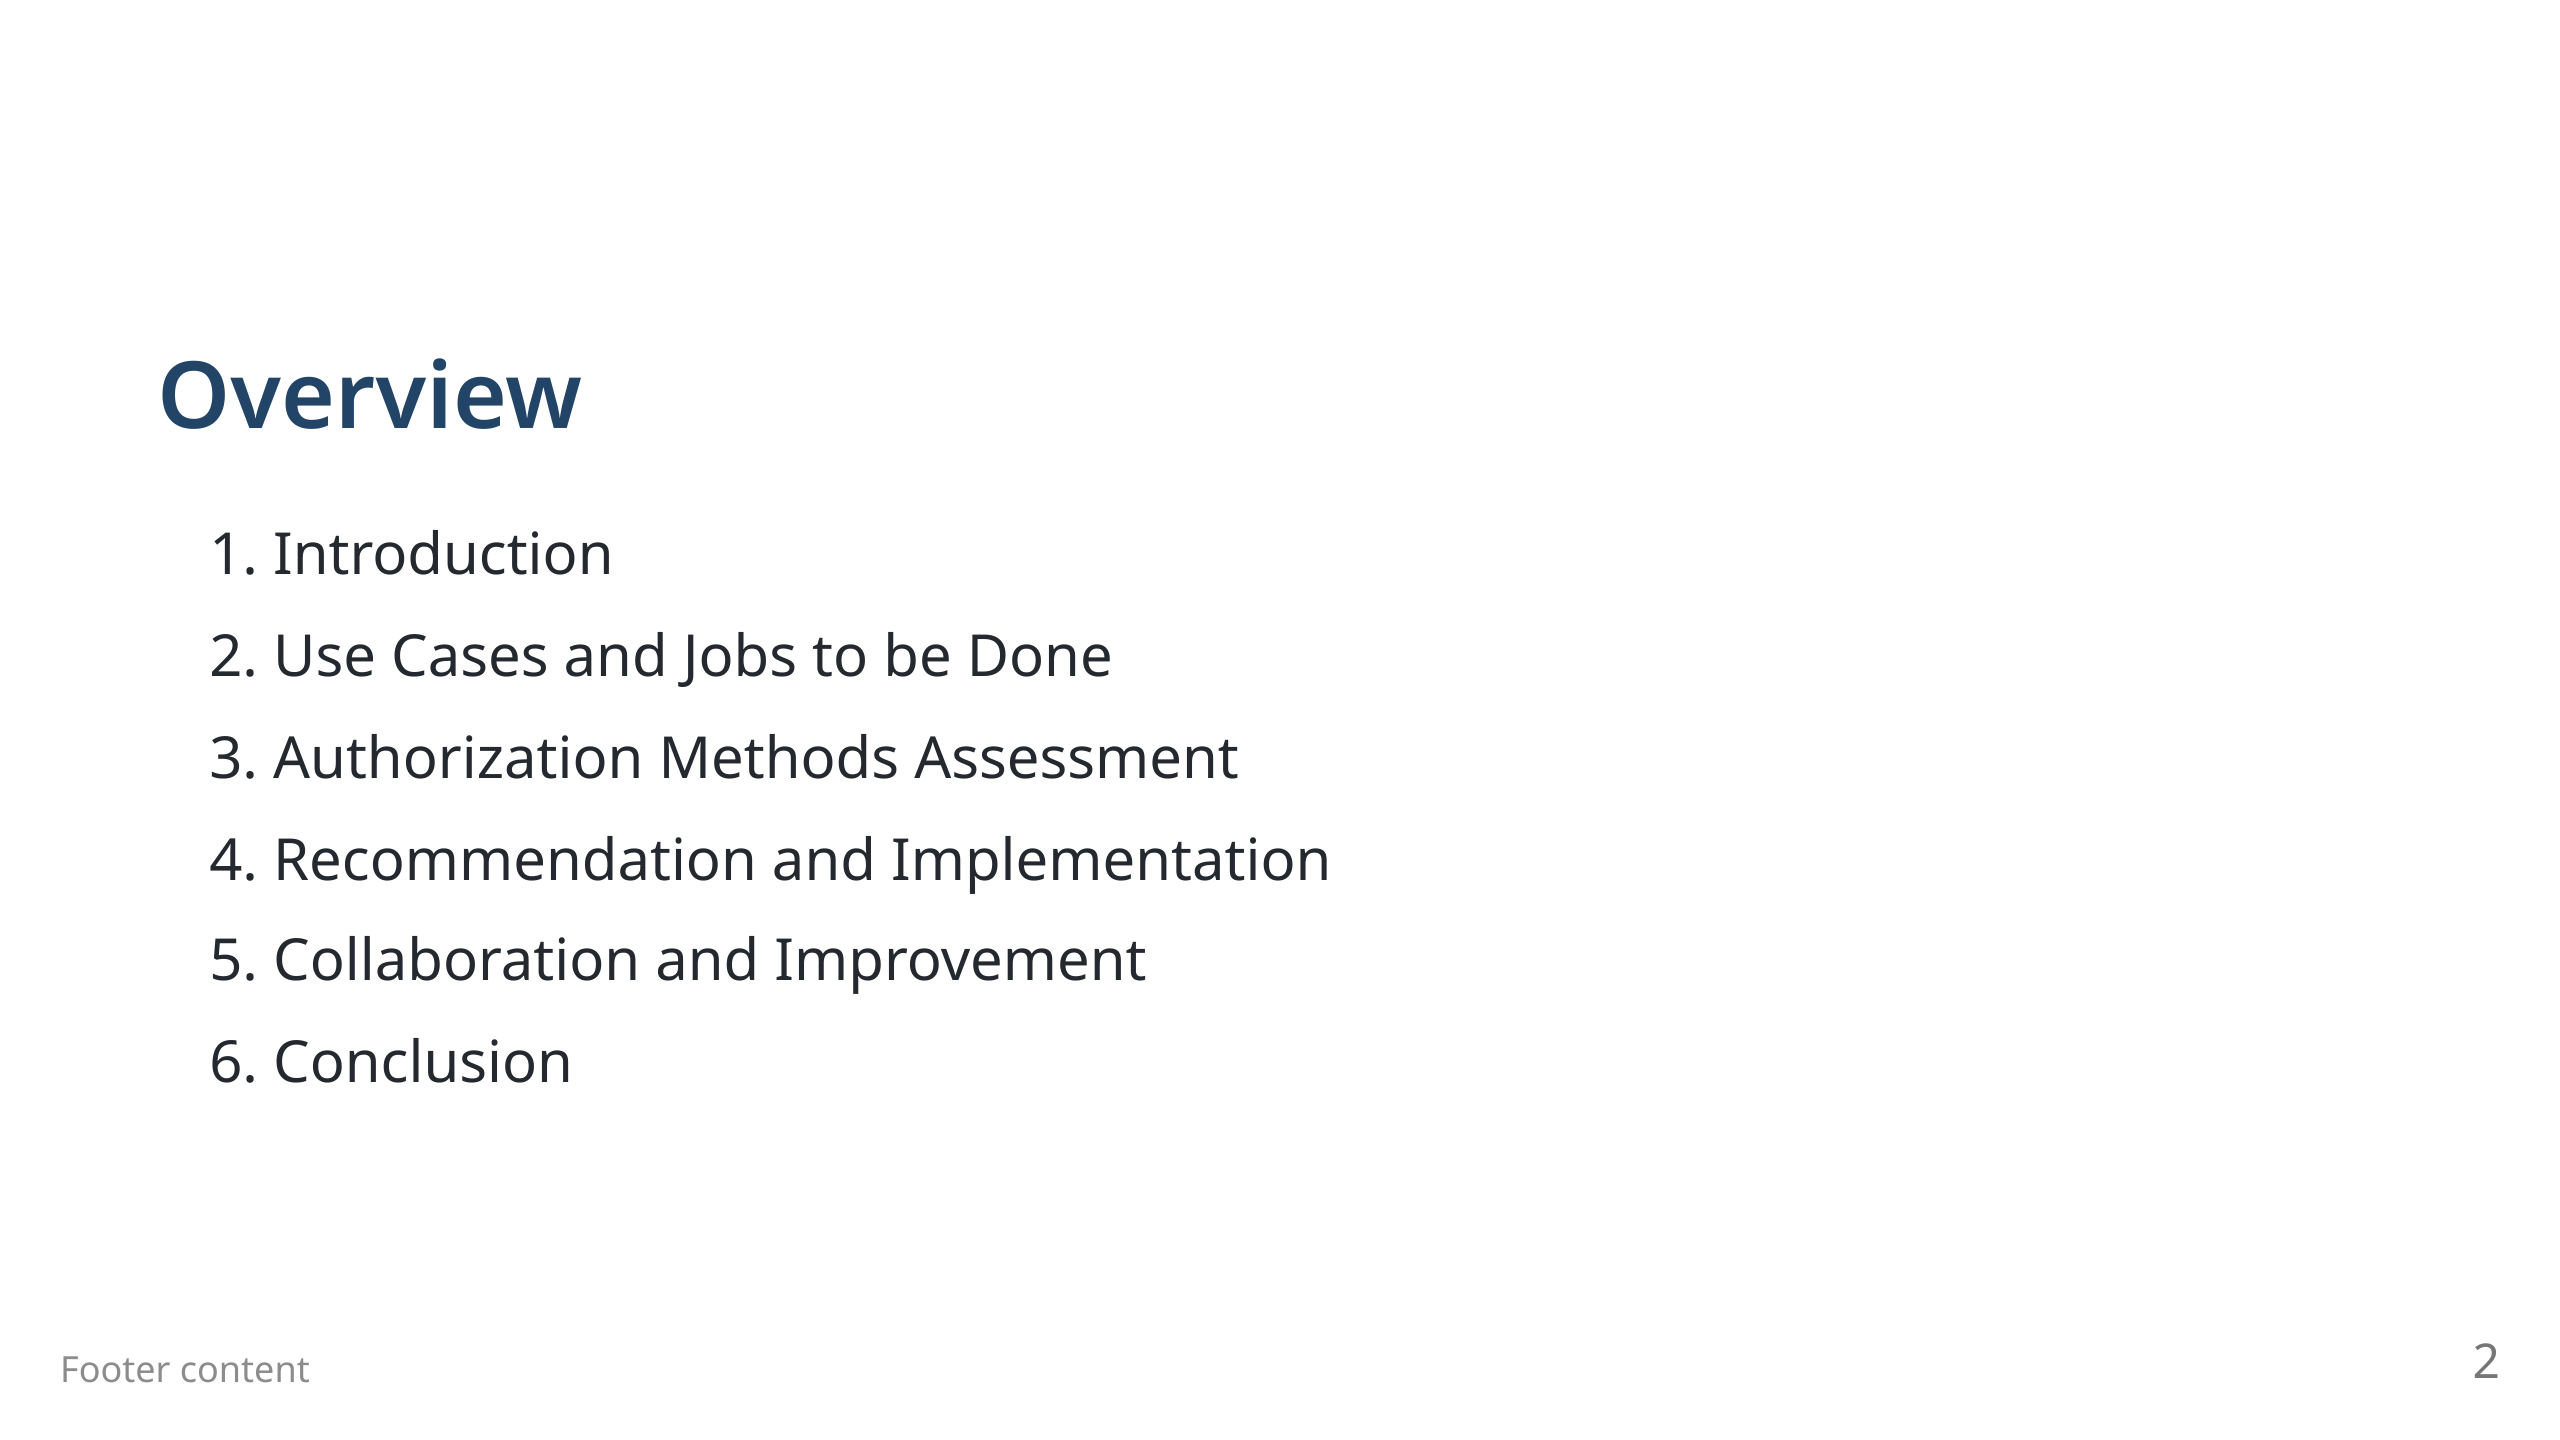 Overview
1. Introduction
2. Use Cases and Jobs to be Done
3. Authorization Methods Assessment
4. Recommendation and Implementation
5. Collaboration and Improvement
6. Conclusion
Footer content
2